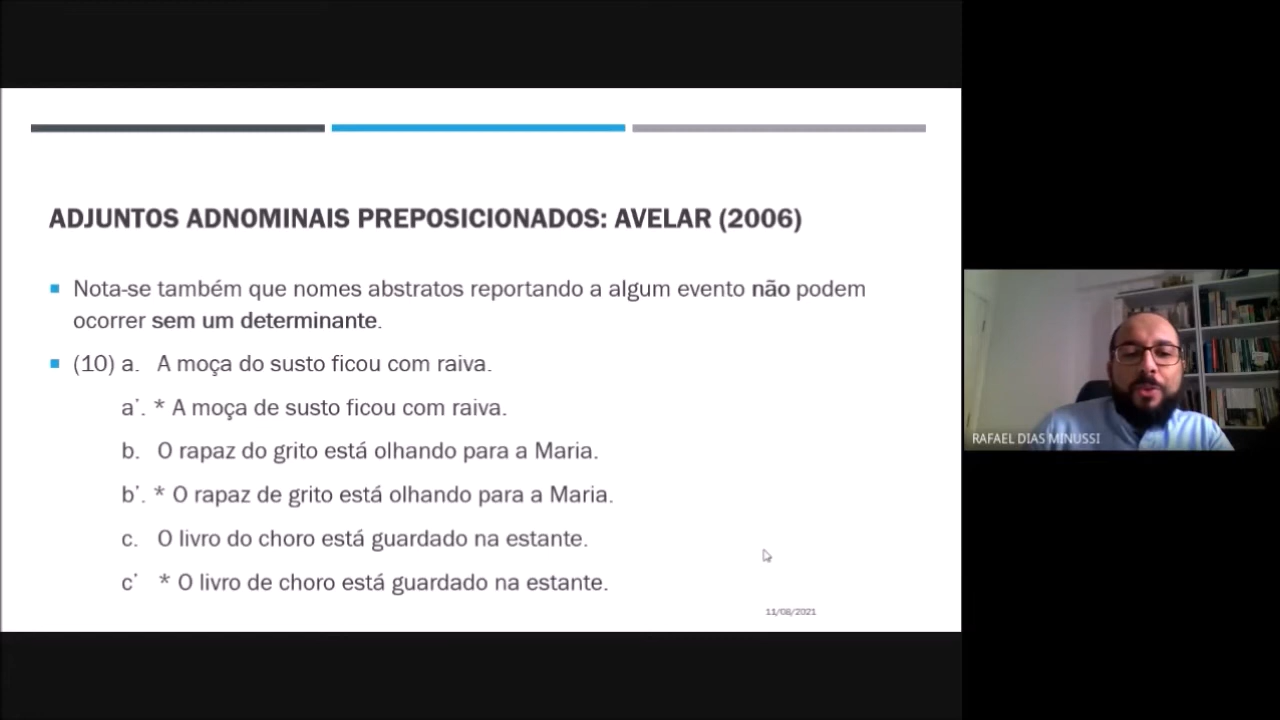 ADJUNTOS ADNOMINAIS PREPOSICIONADOS: AVELAR (2006)
Nota-se também que nomes abstratos reportando a algum evento não podem
ocorrer sem um determinante.
(10) a. A moça do susto ficou com raiva.
a'. * A moça de susto ficou com raiva.
b. O rapaz do grito está olhando para a Maria.
b'. * O rapaz de grito está olhando para a Maria.
c. O livro do choro está guardado na estante.
c' * O livro de choro está guardado na estante.
11/08/2021
RAFAEL DIAS MINUSSI